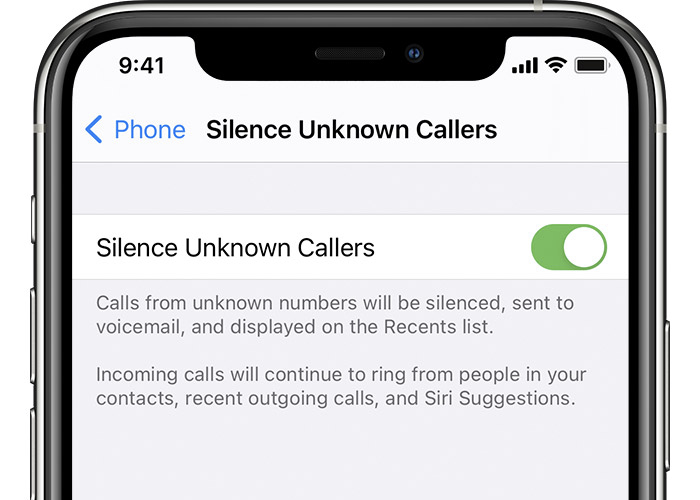 9:41
Phone Silence Unknown Callers
Silence Unknown Callers
Calls from unknown numbers will be silenced, sent to
voicemail, and displayed on the Recents list.
Incoming calls will continue to ring from people in your
contacts, recent outgoing calls, and Siri Suggestions.